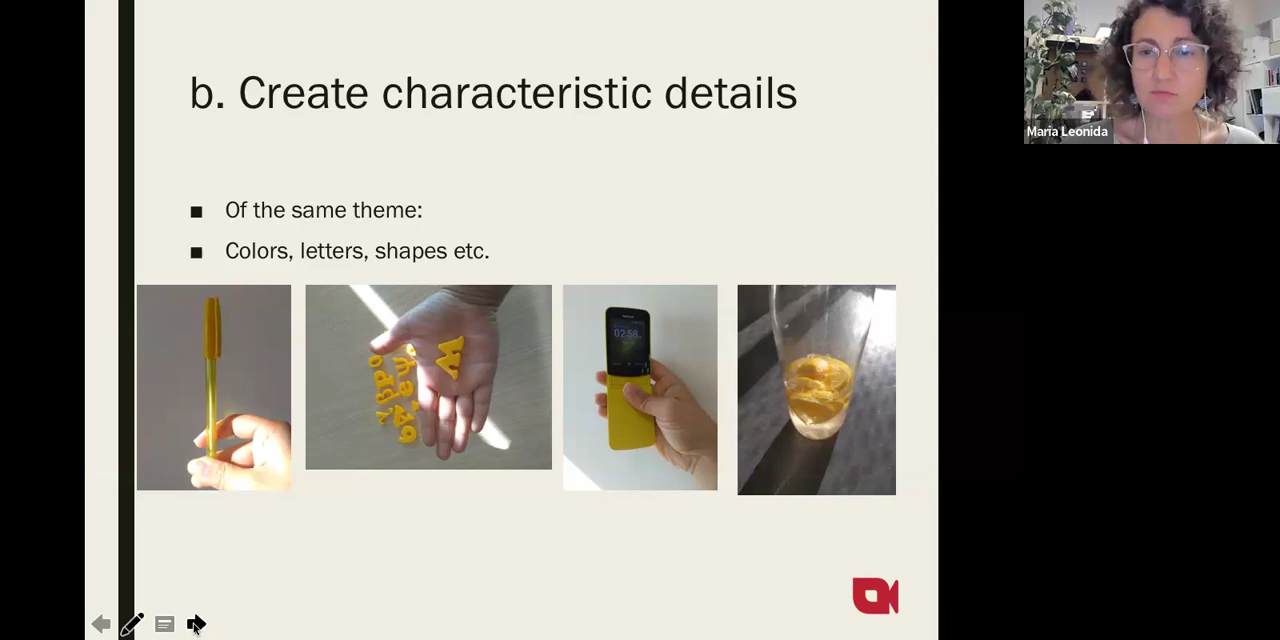 b. Create characteristic details
Maria Leonida
Of the same theme:
Colors, letters, shapes etc.
02:58